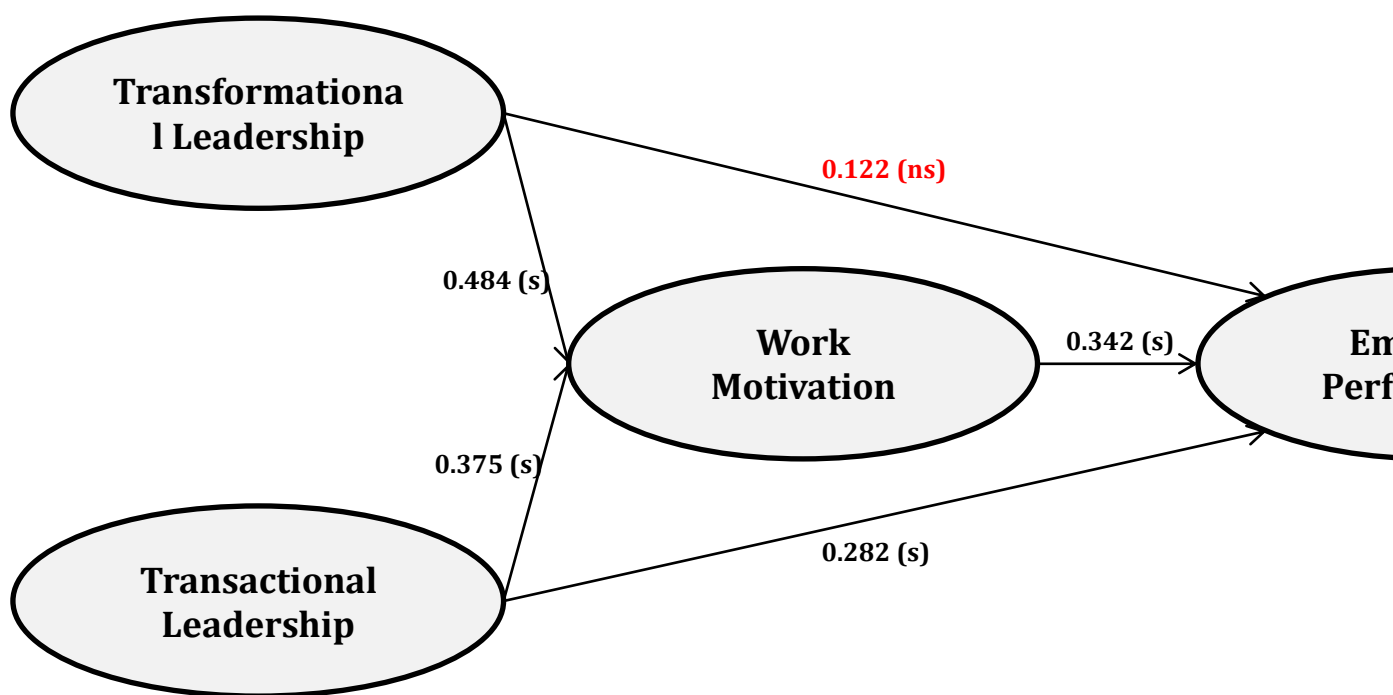 Transformationa
l Leadership
0.122 (ns)
0.484 (s)
Work
Motivation
0.342 (s)
0.375 (s)
0.282 (s)
Transactional
Leadership